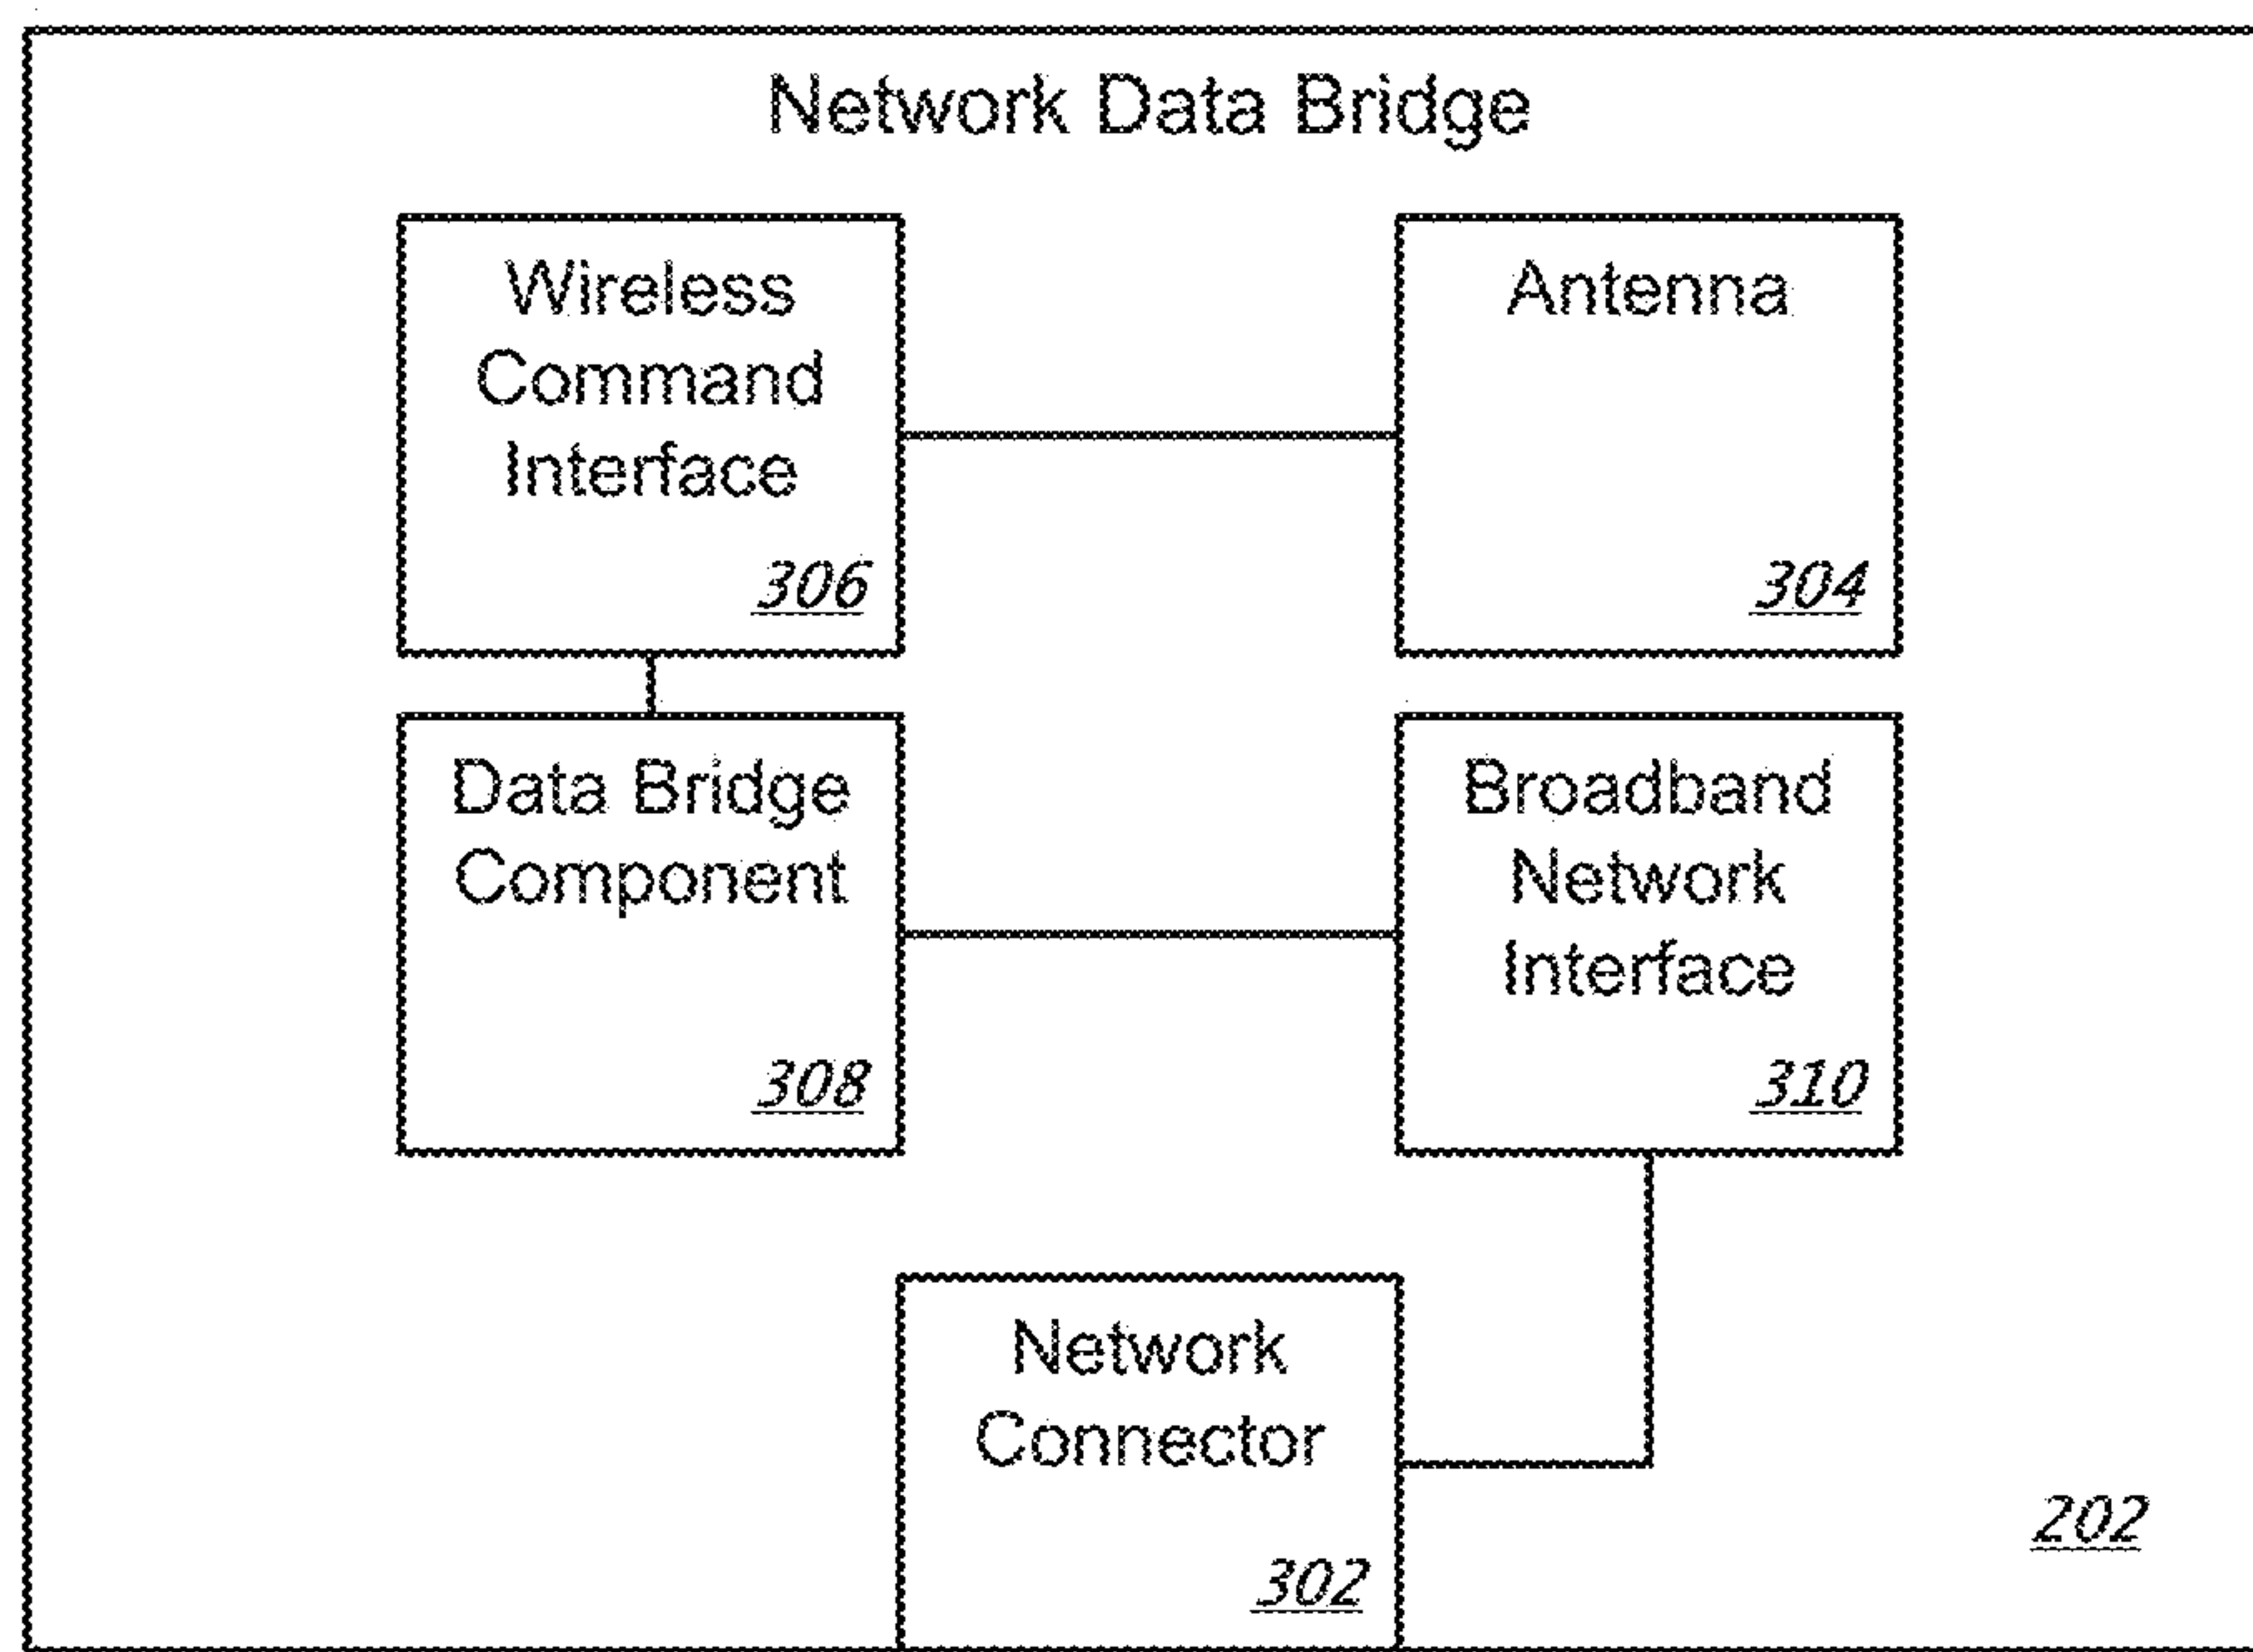 Network Data Bridge
Wireless
Command
Interface
306
Antenna
304
Data Bridge
Component
308
Broadband
Network
Interface
310
Network
Connector
302
202